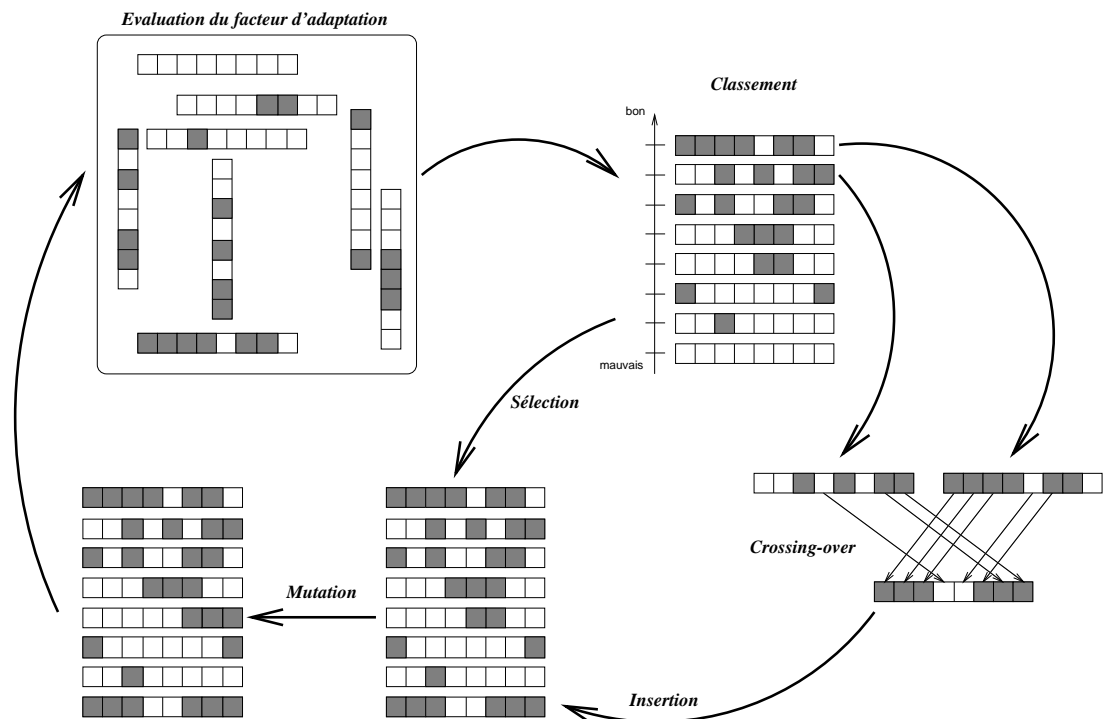 Evaluation du facteur d'adaptation
Classement
bon
mauvais
Sélection
Crossing-over
Mutation
Insertion